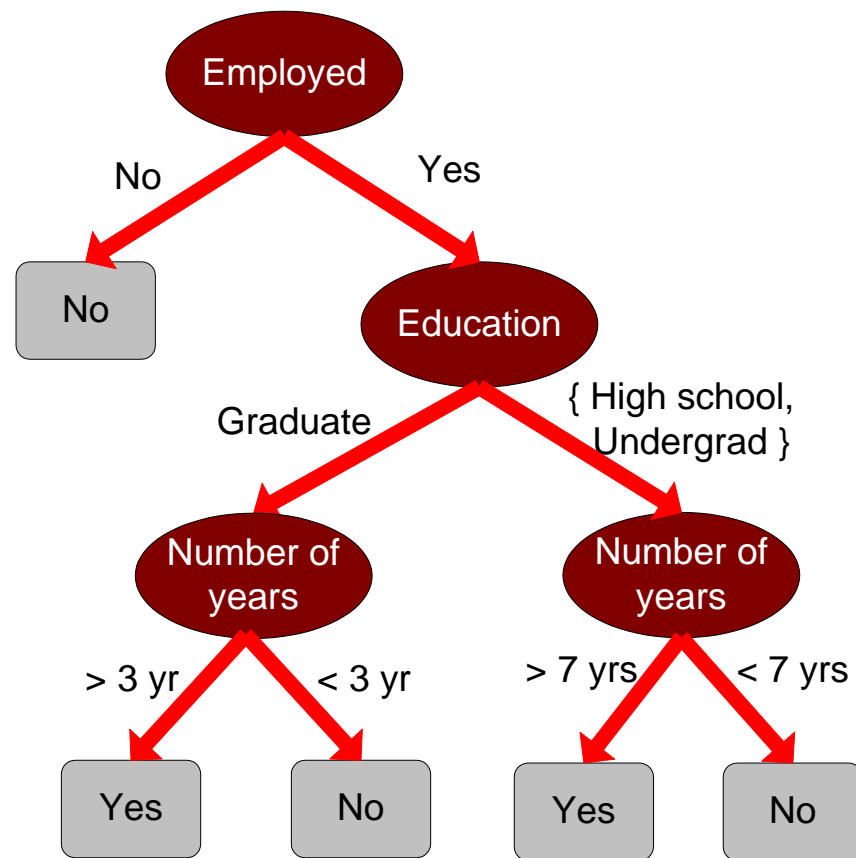 Employed
No
Yes
No
Education
Graduate
{ High school,
Undergrad }
Number of
years
Number of
years
> 3 yr
< 3 yr
> 7 yrs
< 7 yrs
Yes
No
Yes
No